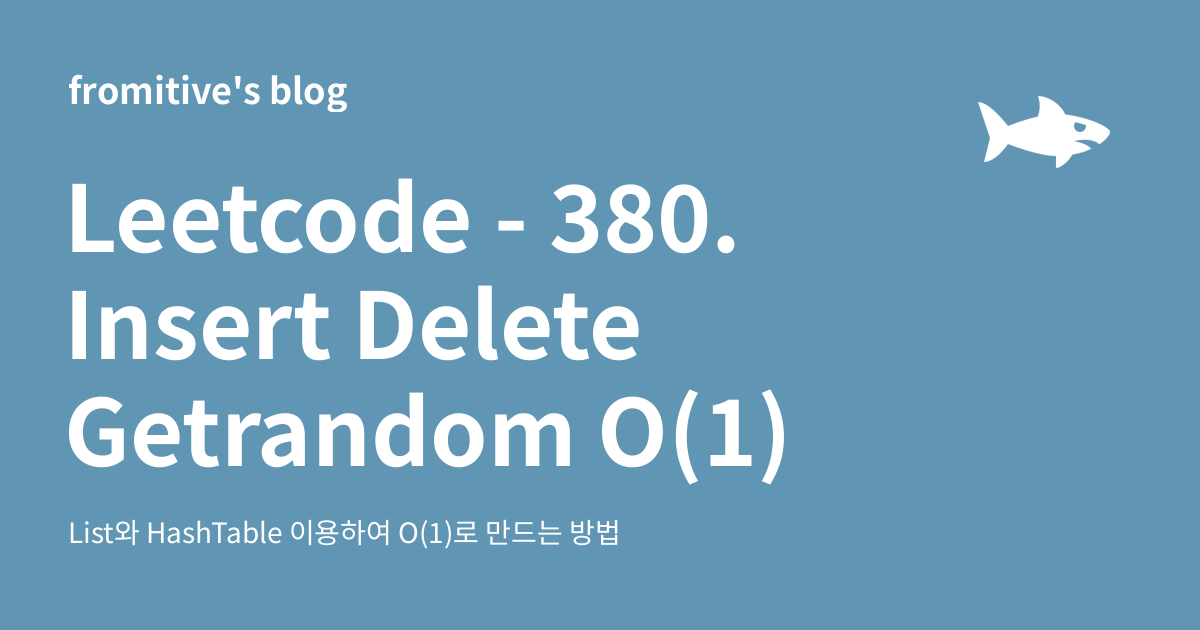 fromitive's blog
Leetcode - 380.
Insert Delete
Getrandom O(1)
List와 HashTable 이용하여 O(1)로 만드는 방법